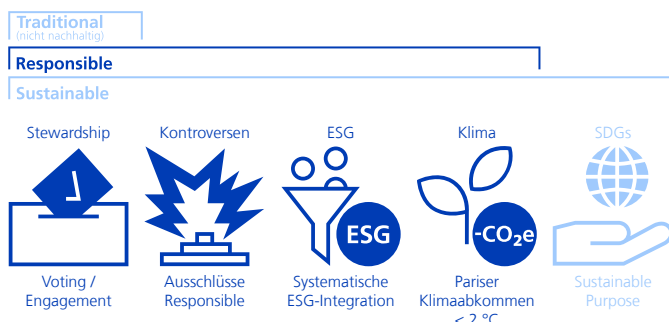 Traditional
(nicht nachhaltig)
Responsible
Sustainable
Stewardship
Kontroversen
ESG
Klima
SDGs
ESG
-CO₂e
Voting /
Engagement
Ausschlüsse
Responsible
Systematische
ESG-Integration
Pariser
Klimaabkommen
< 2 °C
Sustainable
Purpose